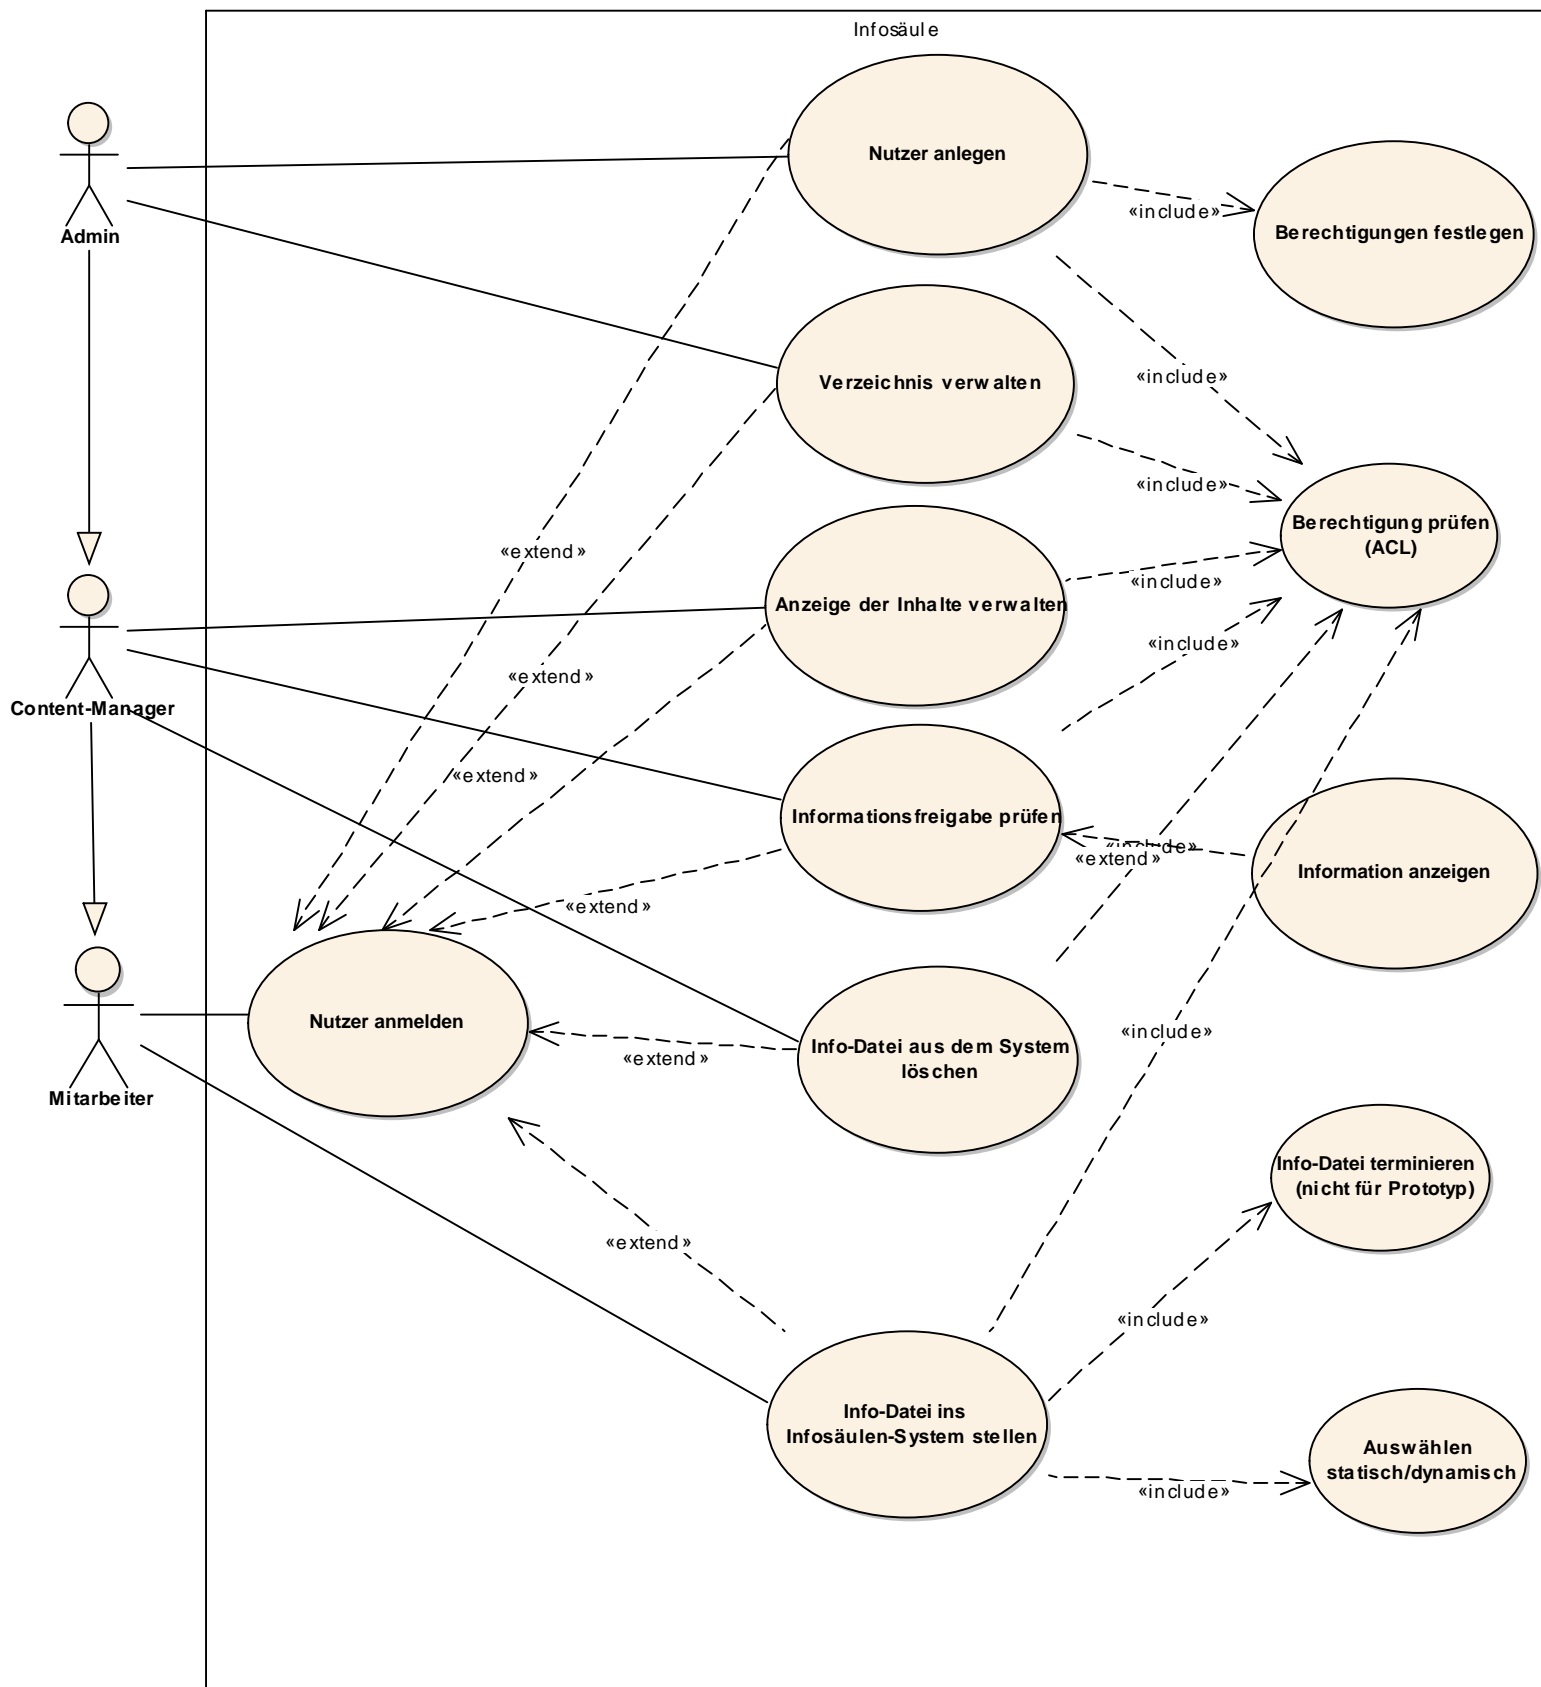 Infosäule
Nutzer anlegen
«include»
Admin
Berechtigungen festlegen
«include»
Verzeichnis verwalten
«include»
Berechtigung prüfen
(ACL)
«extend»
«include»
Anzeige der Inhalte verwalten
«include»
«extend»
Content-Manager
«extend»
Informationsfreigabe prüfen
«include»
«extend»
Information anzeigen
«extend»
Nutzer anmelden
«include»
Info-Datei aus dem System
löschen
«extend»
Mitarbeiter
Info-Datei terminieren
(nicht für Prototyp)
«extend»
«include»
Info-Datei ins
Infosäulen-System stellen
Auswählen
statisch/dynamisch
«include»